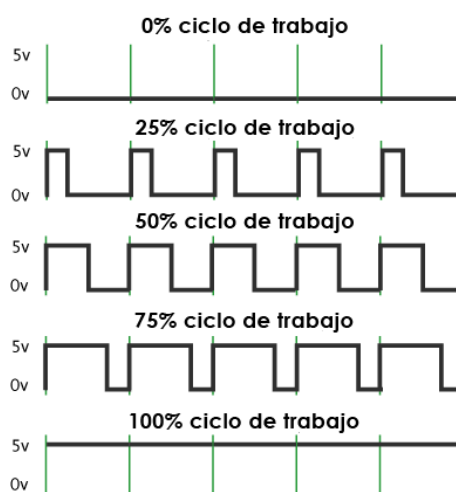 0% ciclo de trabajo
5v
0v
25% ciclo de trabajo
5v
0v
50% ciclo de trabajo
5v
0v
75% ciclo de trabajo
5v
0v
100% ciclo de trabajo
5v
0v